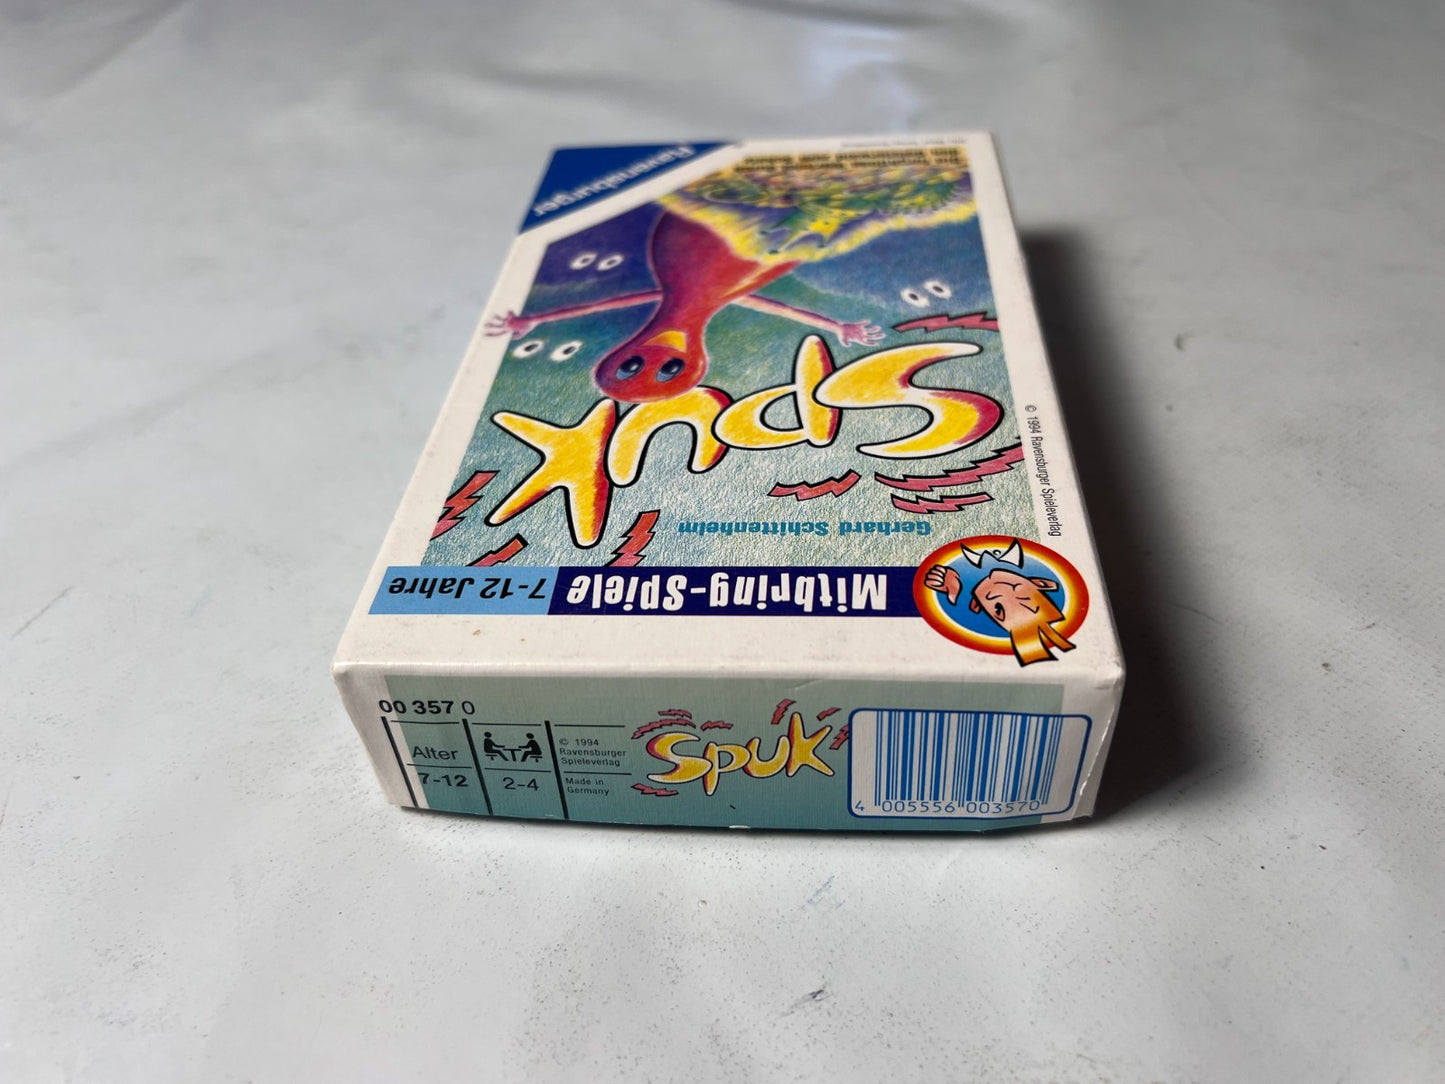 Ravensburger
Spuk
Gerhard Schittenhelm
Mitbring-Spiele
7-12 Jahre
© 1994 Ravensburger Spieleverlag
00 357 0
Alter
7-12
2-4
© 1994
Ravensburger
Spieleverlag
Made in
Germany
Spuk
4 005556 003570